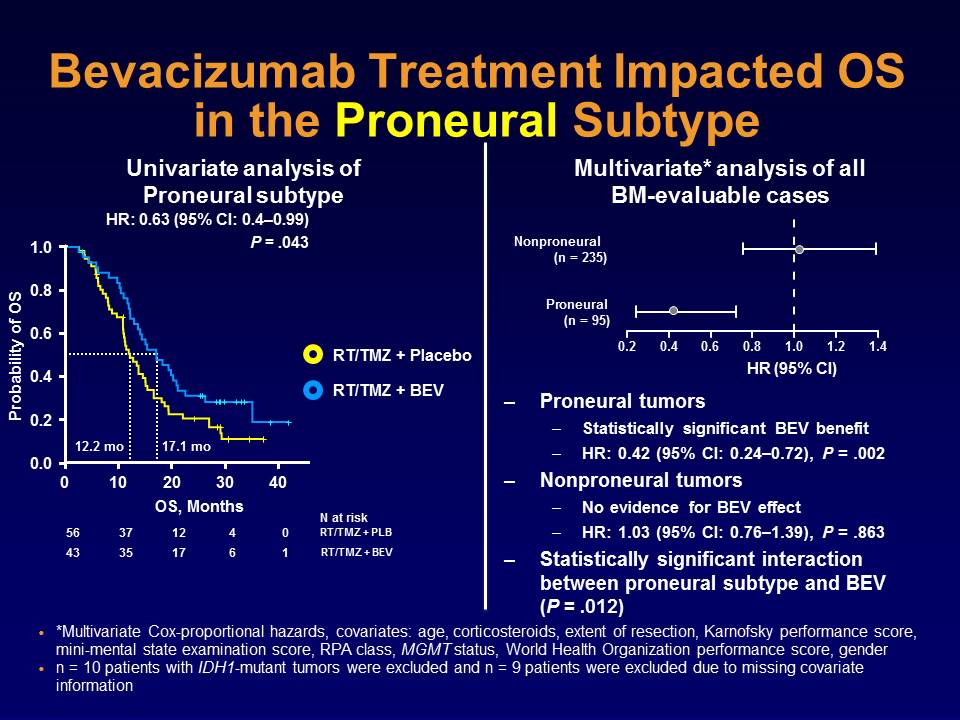 Bevacizumab Treatment Impacted OS
in the Proneural Subtype
Univariate analysis of
Proneural subtype
HR: 0.63 (95% CI: 0.4–0.99)
P = .043
Probability of OS
1.0
0.8
0.6
0.4
0.2
0.0
12.2 mo
17.1 mo
0 10 20 30 40
OS, Months
RT/TMZ + Placebo
RT/TMZ + BEV
N at risk
56 37 12 4 0 RT/TMZ + PLB
43 35 17 6 1 RT/TMZ + BEV
Multivariate* analysis of all
BM-evaluable cases
Nonproneural
(n = 235)
Proneural
(n = 95)
0.2 0.4 0.6 0.8 1.0 1.2 1.4
HR (95% CI)
– Proneural tumors
– Statistically significant BEV benefit
– HR: 0.42 (95% CI: 0.24–0.72), P = .002
– Nonproneural tumors
– No evidence for BEV effect
– HR: 1.03 (95% CI: 0.76–1.39), P = .863
– Statistically significant interaction
between proneural subtype and BEV
(P = .012)
• *Multivariate Cox-proportional hazards, covariates: age, corticosteroids, extent of resection, Karnofsky performance score,
mini-mental state examination score, RPA class, MGMT status, World Health Organization performance score, gender
• n = 10 patients with IDH1-mutant tumors were excluded and n = 9 patients were excluded due to missing covariate
information